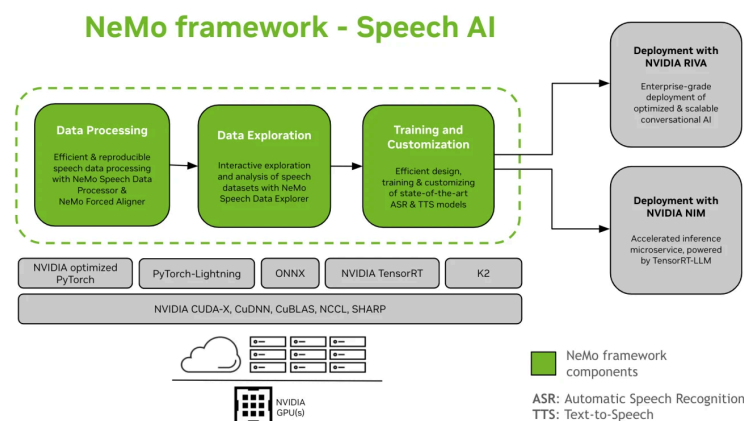 NeMo framework - Speech AI
Data Processing
Efficient & reproducible
speech data processing
with NeMo Speech Data
Processor &
NeMo Forced Aligner
Data Exploration
Interactive exploration
and analysis of speech
datasets with NeMo
Speech Data Explorer
Training and
Customization
Efficient design,
training & customizing
of state-of-the-art
ASR & TTS models
Deployment with
NVIDIA RIVA
Enterprise-grade
deployment of
optimized & scalable
conversational AI
Deployment with
NVIDIA NIM
Accelerated inference
microservice, powered
by TensorRT-LLM
NVIDIA optimized
PyTorch
PyTorch-Lightning
ONNX
NVIDIA TensorRT
K2
NVIDIA CUDA-X, CuDNN, CuBLAS, NCCL, SHARP
NVIDIA
GPU(s)
NeMo framework
components
ASR: Automatic Speech Recognition
TTS: Text-to-Speech